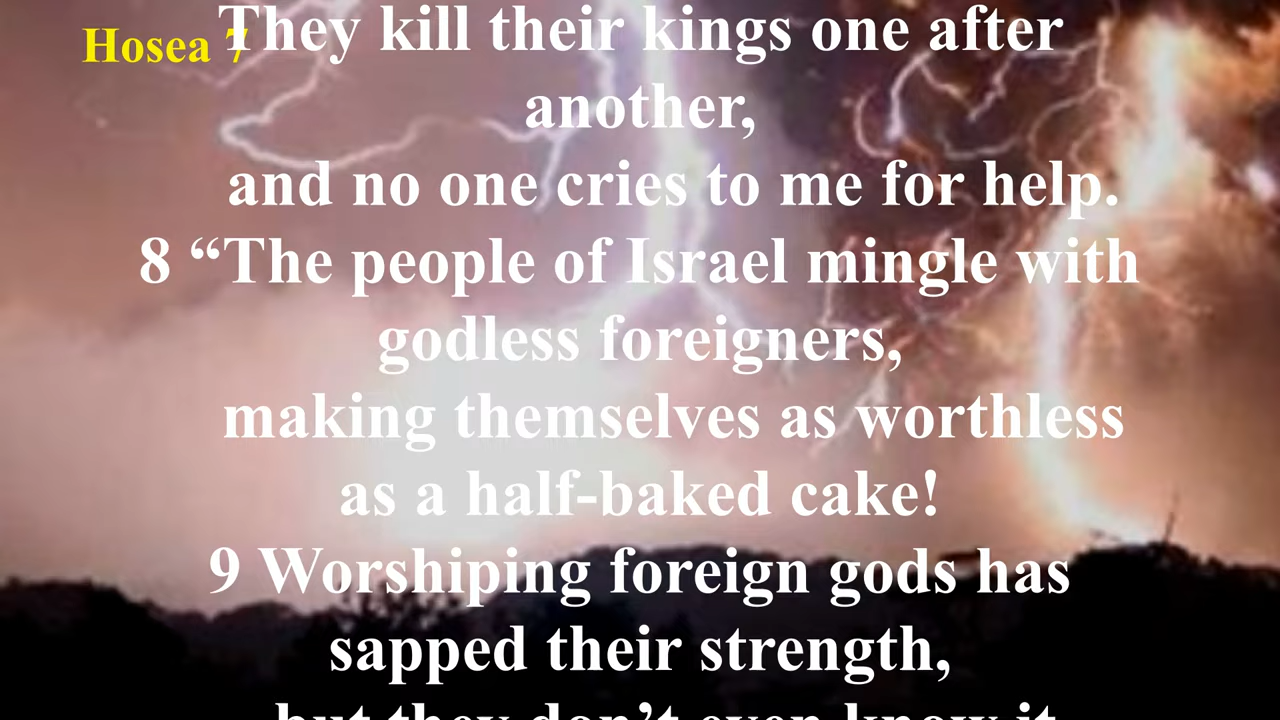 Hosea 7
They kill their kings one after
another,
and no one cries to me for help.
8 “The people of Israel mingle with
godless foreigners,
making themselves as worthless
as a half-baked cake!
9 Worshiping foreign gods has
sapped their strength,
but they don’t even know it